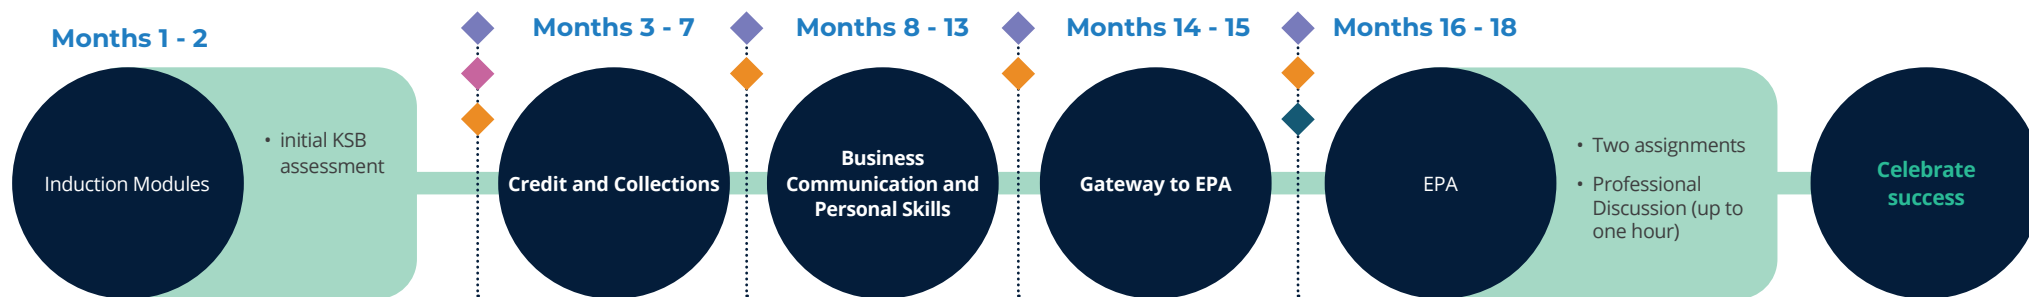 Months 1 - 2
Months 3 - 7
Months 8 - 13
Months 14 - 15
Months 16 - 18
Induction Modules
• initial KSB
assessment
Credit and Collections
Business
Communication and
Personal Skills
Gateway to EPA
EPA
• Two assignments
• Professional
Discussion (up to
one hour)
Celebrate
success